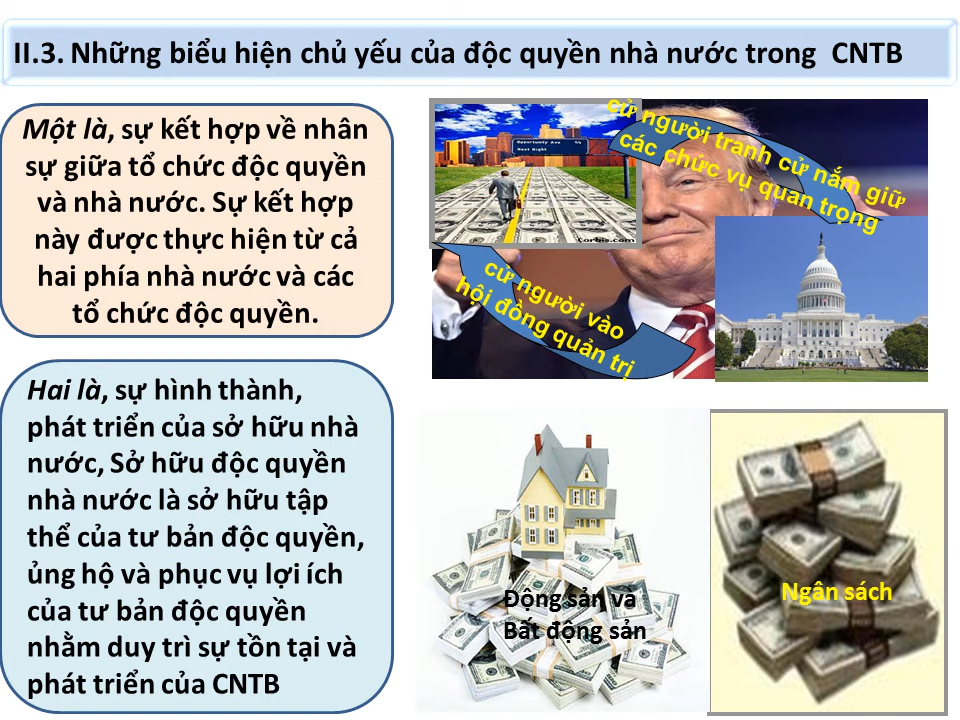 II.3. Những biểu hiện chủ yếu của độc quyền nhà nước trong CNTB
Một là, sự kết hợp về nhân
sự giữa tổ chức độc quyền
và nhà nước. Sự kết hợp
này được thực hiện từ cả
hai phía nhà nước và các
tổ chức độc quyền.
Opportunity Ave
Next Right
Corbis.com
cử người tranh cử nắm giữ
các chức vụ quan trọng
cử người vào
hội đồng quản trị
Hai là, sự hình thành,
phát triển của sở hữu nhà
nước, Sở hữu độc quyền
nhà nước là sở hữu tập
thể của tư bản độc quyền,
ủng hộ và phục vụ lợi ích
của tư bản độc quyền
nhằm duy trì sự tồn tại và
phát triển của CNTB
Động sản và
Bất động sản
Ngân sách